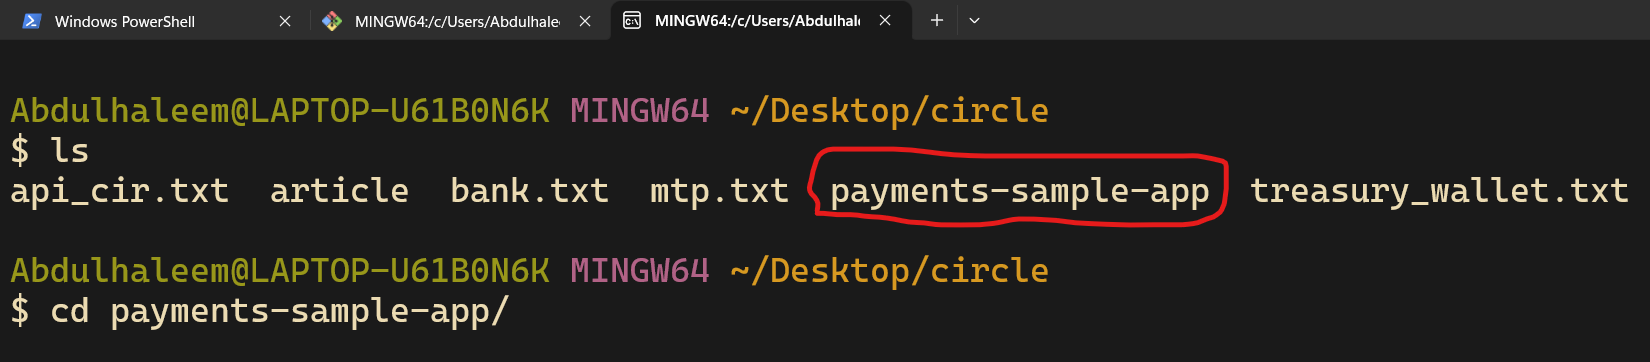 Windows PowerShell MINGW64:/c/Users/Abdulhalee MINGW64:/c/Users/Abdulhal
Abdulhaleem@LAPTOP-U61B0N6K MINGW64 ~/Desktop/circle
$ ls
api_cir.txt article bank.txt mtp.txt payments-sample-app treasury_wallet.txt
Abdulhaleem@LAPTOP-U61B0N6K MINGW64 ~/Desktop/circle
$ cd payments-sample-app/